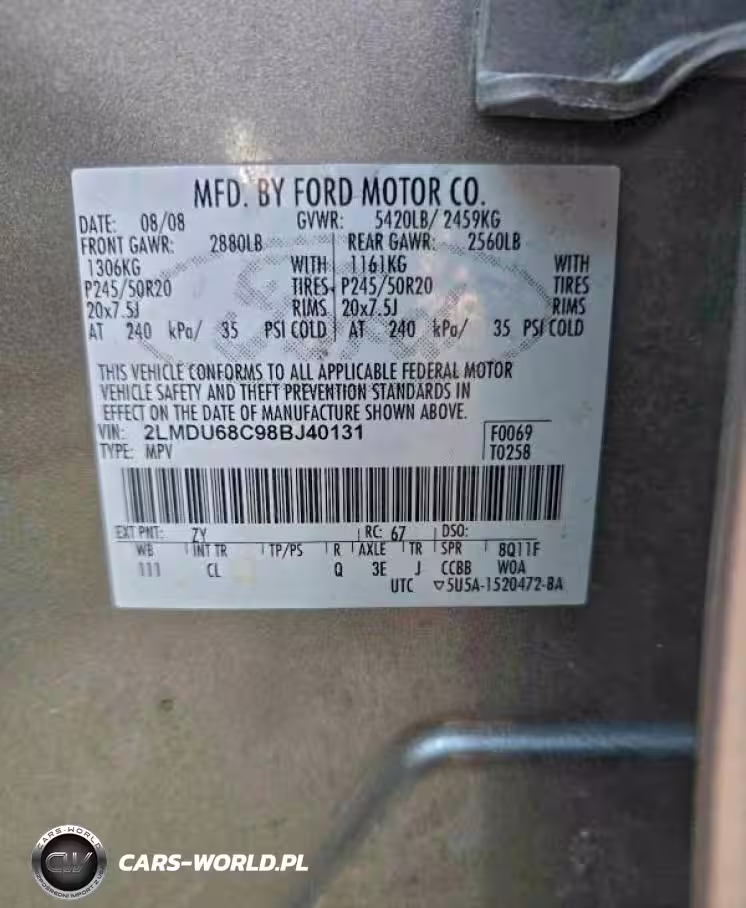 MFD. BY FORD MOTOR CO.
DATE: 08/08 GVWR: 5420LB/ 2459KG
FRONT GAWR: 2880LB REAR GAWR: 2560LB
1306KG WITH 1161KG WITH
P245/50R20 TIRES P245/50R20 TIRES
20x7.5J RIMS 20x7.5J RIMS
AT 240 kPa/ 35 PSI COLD AT 240 kPa/ 35 PSI COLD
THIS VEHICLE CONFORMS TO ALL APPLICABLE FEDERAL MOTOR
VEHICLE SAFETY AND THEFT PREVENTION STANDARDS IN
EFFECT ON THE DATE OF MANUFACTURE SHOWN ABOVE.
VIN: 2LMDU68C98BJ40131 F0069
TYPE: MPV T0258
EXT PNT: ZY RC: 67 DSO:
WB INT TR TP/PS R AXLE TR SPR 8Q11F
111 CL Q 3E J CCBB WOA
UTC ▽5U5A-1520472-BA
CARS-WORLD
CW
CARS-WORLD.PL